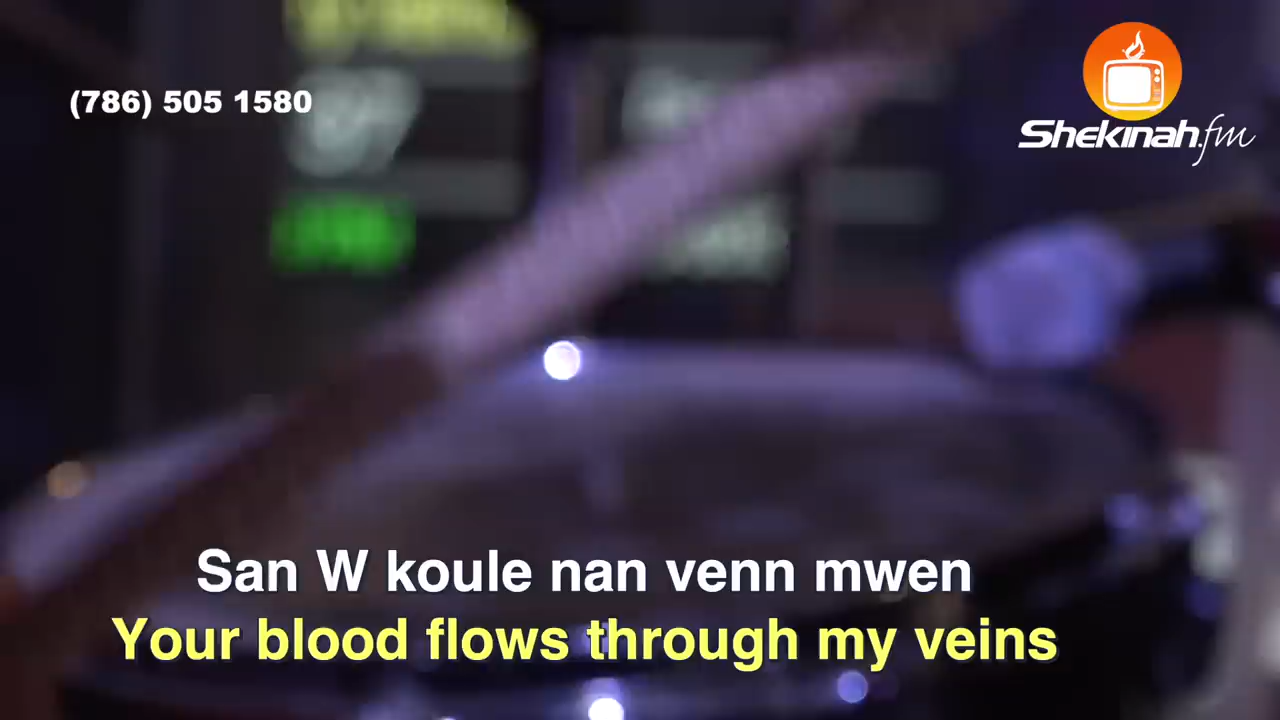 (786) 505 1580
Shekinah.fm
San W koule nan venn mwen
Your blood flows through my veins